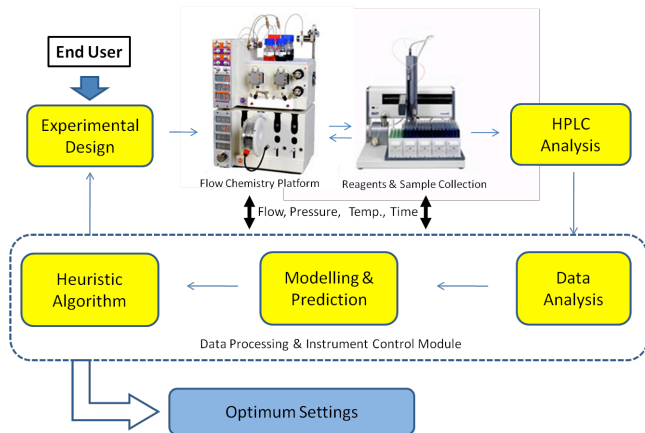 End User
Experimental
Design
HPLC
Analysis
Flow Chemistry Platform
Reagents & Sample Collection
Flow, Pressure, Temp., Time
Heuristic
Algorithm
Modelling &
Prediction
Data
Analysis
Data Processing & Instrument Control Module
Optimum Settings